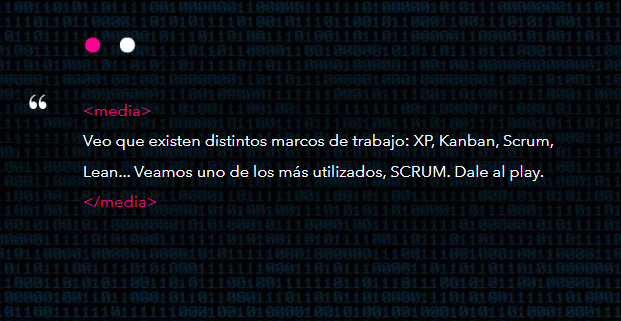 “
<media>
Veo que existen distintos marcos de trabajo: XP, Kanban, Scrum,
Lean... Veamos uno de los más utilizados, SCRUM. Dale al play.
</media>